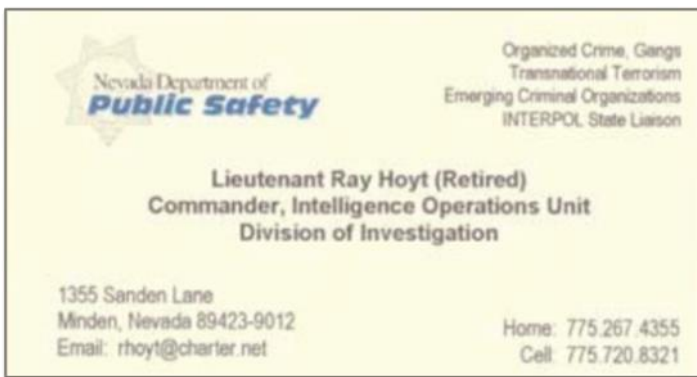 Nevada Department of
Public Safety
Organized Crime, Gangs
Transnational Terrorism
Emerging Criminal Organizations
INTERPOL State Liaison
Lieutenant Ray Hoyt (Retired)
Commander, Intelligence Operations Unit
Division of Investigation
1355 Sanden Lane
Minden, Nevada 89423-9012
Email: rhoyt@charter.net
Home: 775.267.4355
Cell: 775.720.8321